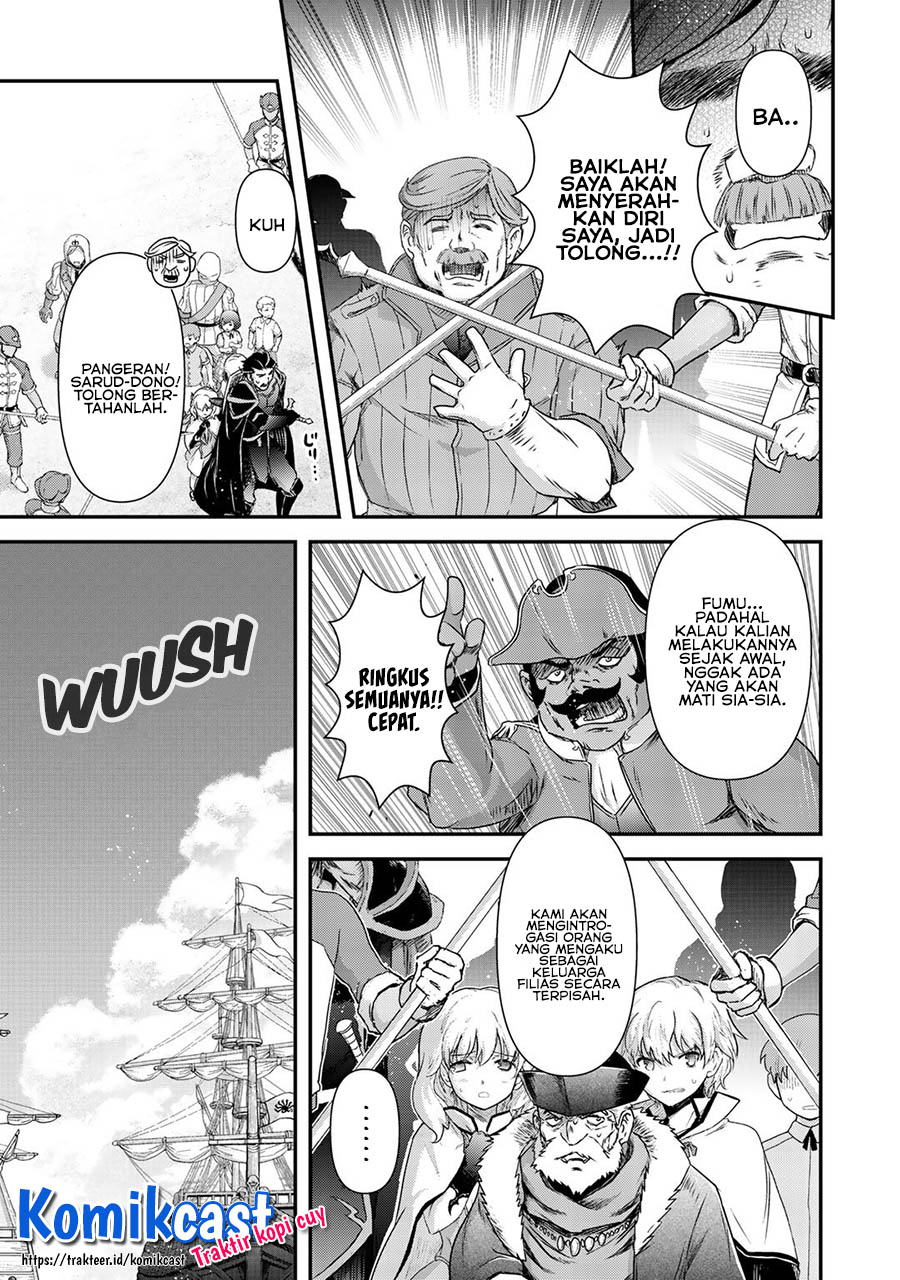 BA..
BAIKLAH!
SAYA AKAN
MENYERAH-
KAN DIRI
SAYA, JADI
TOLONG...!!
KUH
PANGERAN!
SARUD-DONO!
TOLONG BER-
TAHANLAH.
じり…
FUMU...
PADAHAL
KALAU KALIAN
MELAKUKANNYA
SEJAK AWAL,
NGGAK ADA
YANG AKAN
MATI SIA-SIA.
RINGKUS
SEMUANYA!!
CEPAT.
WUUSH
KAMI AKAN
MENGINTRO-
GASI ORANG
YANG MENGAKU
SEBAGAI
KELUARGA
FILIAS SECARA
TERPISAH.
......
Komikcast
Traktir kopi cuy
https://trakteer.id/komikcast